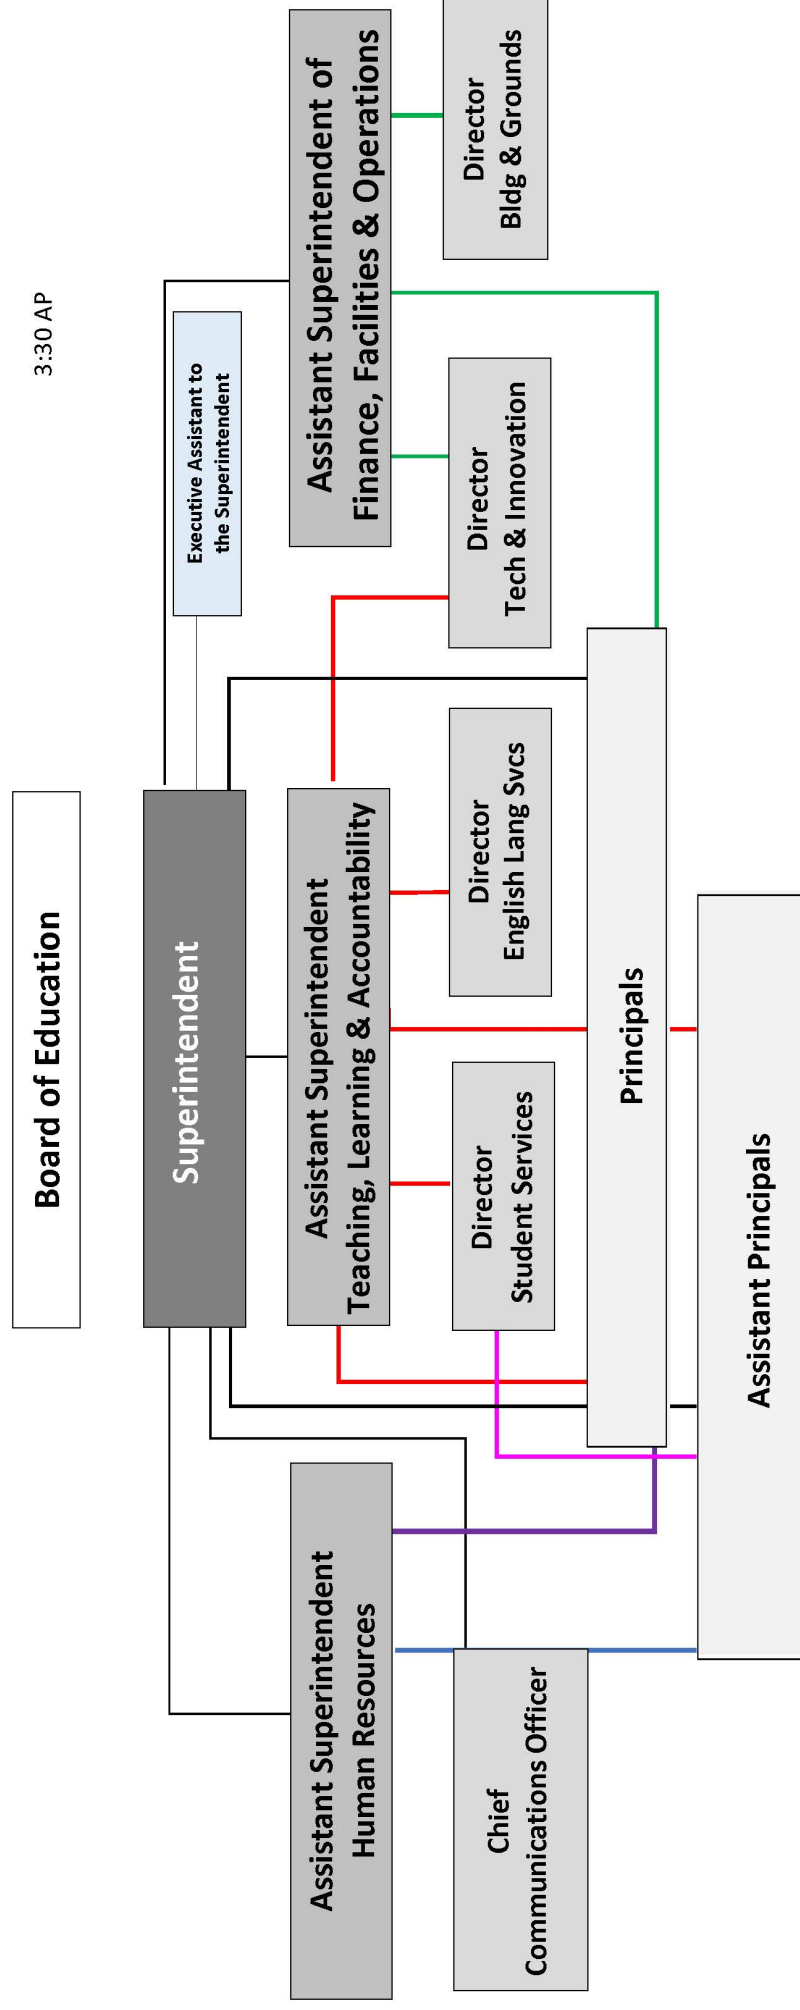 3:30 AP
Board of Education
Superintendent
Executive Assistant to
the Superintendent
Assistant Superintendent
Human Resources
Assistant Superintendent
Teaching, Learning & Accountability
Assistant Superintendent of
Finance, Facilities & Operations
Chief
Communications Officer
Director
Student Services
Director
English Lang Svcs
Director
Tech & Innovation
Director
Bldg & Grounds
Principals
Assistant Principals